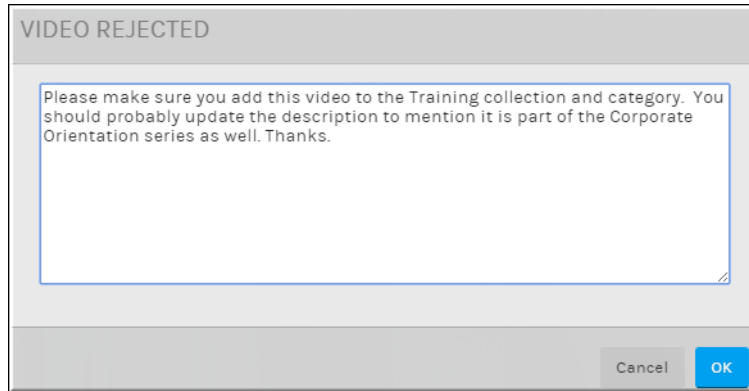 VIDEO REJECTED
Please make sure you add this video to the Training collection and category.  You
should probably update the description to mention it is part of the Corporate
Orientation series as well. Thanks.
Cancel
OK